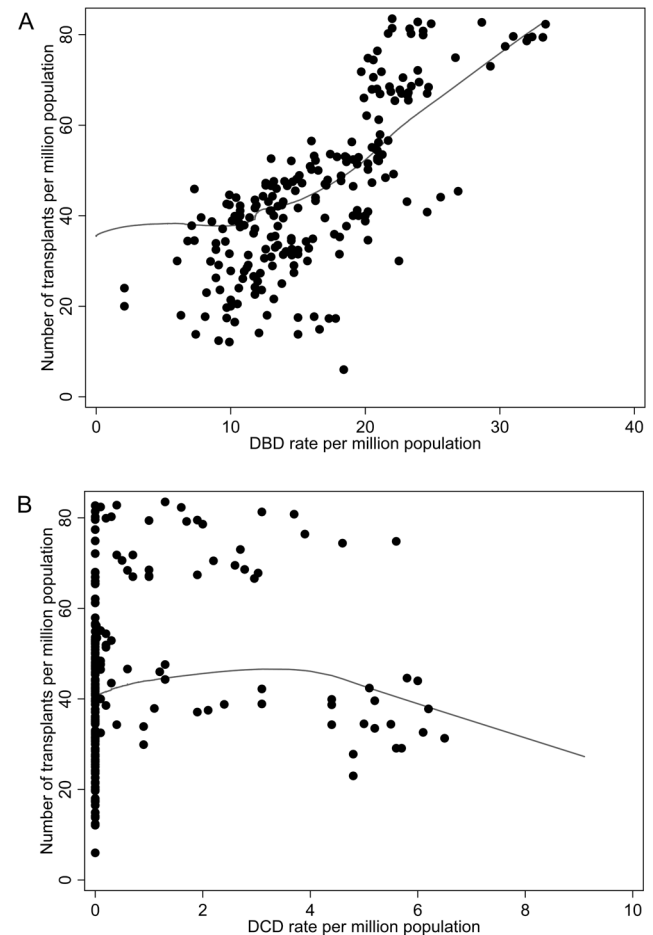 A
Number of transplants per million population
80
60
40
20
0
0 10 20 30 40
DBD rate per million population
B
Number of transplants per million population
80
60
40
20
0
0 2 4 6 8 10
DCD rate per million population